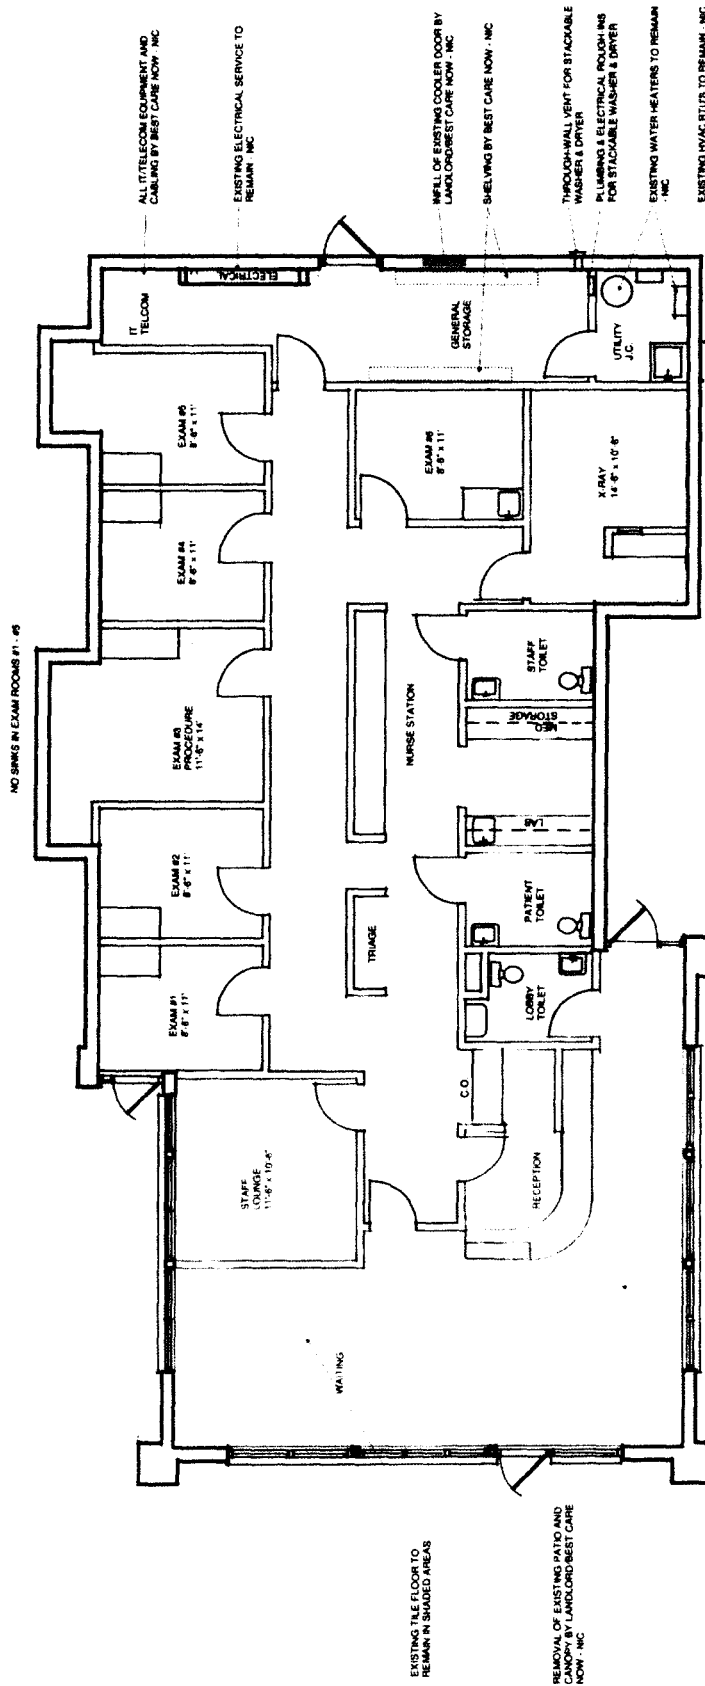 NO SINKS IN EXAM ROOMS #1 - #5
ALL IT/TELECOM EQUIPMENT AND
CABLING BY BEST CARE NOW - NIC
EXISTING ELECTRICAL SERVICE TO
REMAIN - NIC
INFILL OF EXISTING COOLER DOOR BY
LANDLORD/BEST CARE NOW - NIC
SHELVING BY BEST CARE NOW - NIC
THROUGH-WALL VENT FOR STACKABLE
WASHER & DRYER
PLUMBING & ELECTRICAL ROUGH-INS
FOR STACKABLE WASHER & DRYER
EXISTING WATER HEATERS TO REMAIN
- NIC
EXISTING HVAC RTU'S TO REMAIN - NIC
IT
TELCOM
ELECTRICAL
GENERAL
STORAGE
UTILITY
J.C.
EXAM #5
8'-6" x 11'
EXAM #4
8'-6" x 11'
EXAM #3
PROCEDURE
11'-6" x 14'
EXAM #2
8'-6" x 11'
EXAM #1
8'-6" x 11'
EXAM #6
8'-6" x 11'
X-RAY
14'-6" x 10'-6"
NURSE STATION
STAFF
TOILET
MED
STORAGE
LAB
PATIENT
TOILET
TRIAGE
LOBBY
TOILET
C.O.
RECEPTION
STAFF
LOUNGE
11'-6" x 10'-6"
WAITING
EXISTING TILE FLOOR TO
REMAIN IN SHADED AREAS
REMOVAL OF EXISTING PATIO AND
CANOPY BY LANDLORD/BEST CARE
NOW - NIC